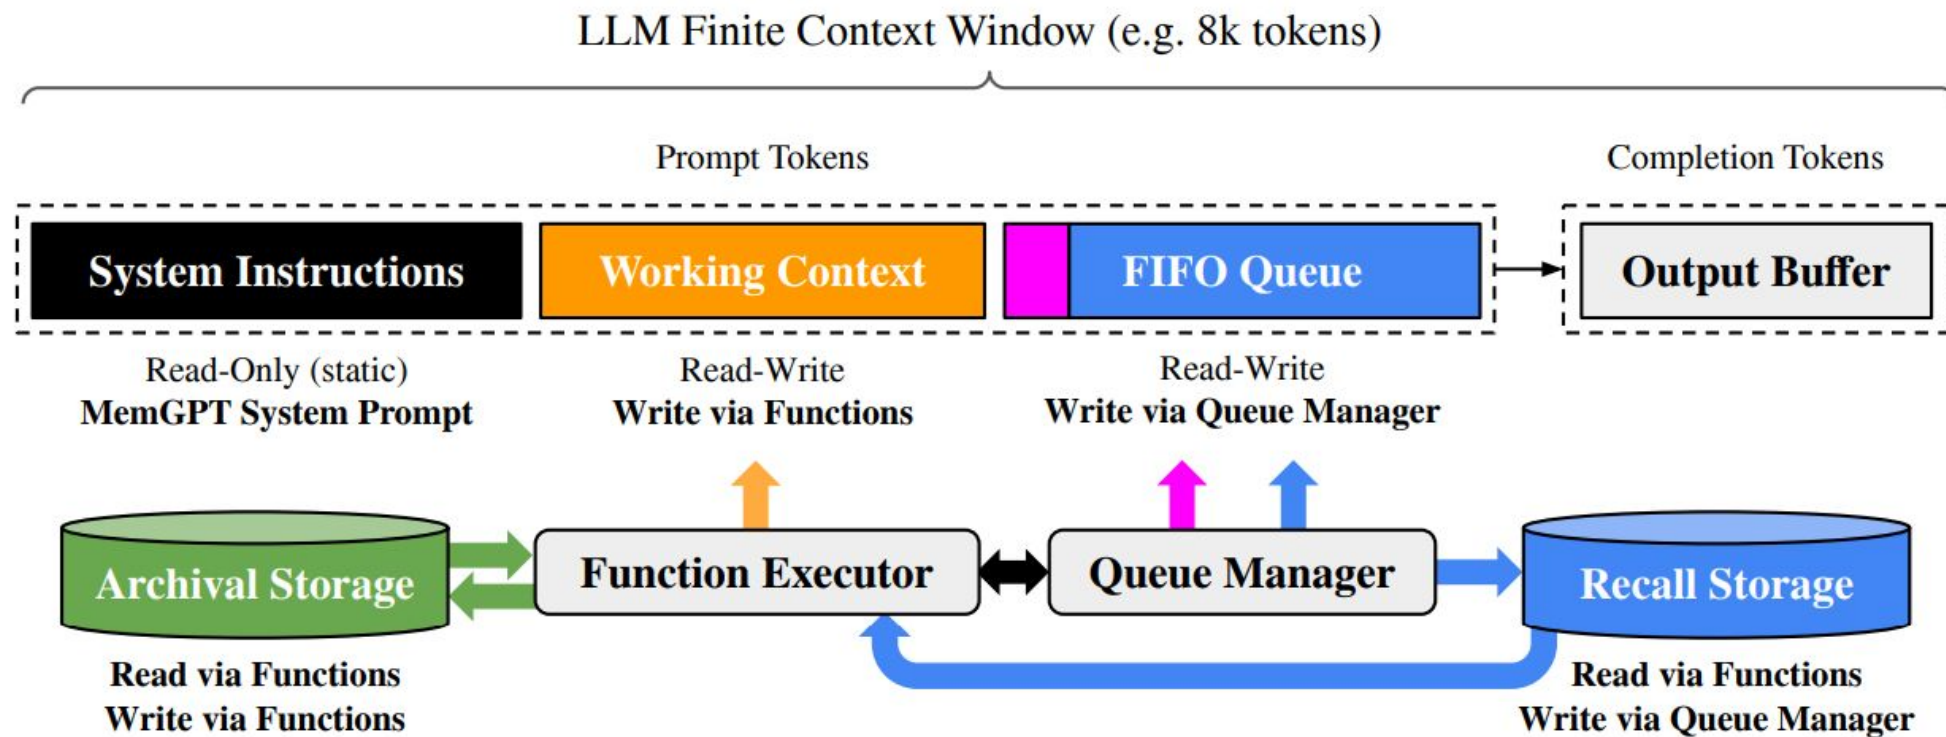 LLM Finite Context Window (e.g. 8k tokens)
Prompt Tokens
Completion Tokens
System Instructions
Working Context
FIFO Queue
Output Buffer
Read-Only (static)
MemGPT System Prompt
Read-Write
Write via Functions
Read-Write
Write via Queue Manager
Archival Storage
Function Executor
Queue Manager
Recall Storage
Read via Functions
Write via Functions
Read via Functions
Write via Queue Manager